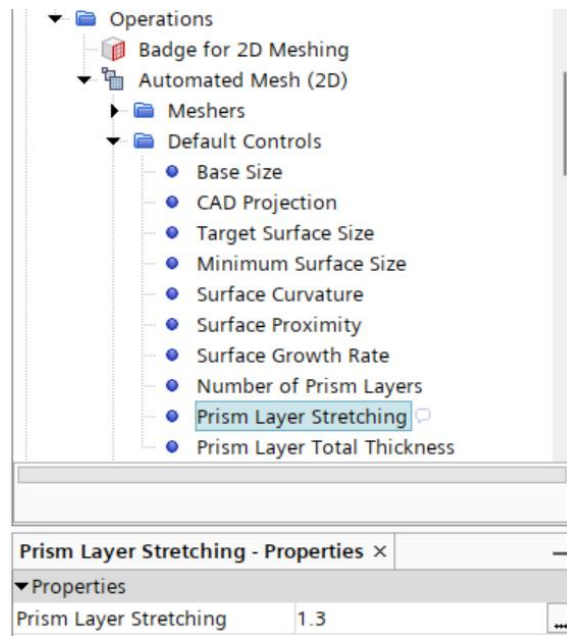 Operations
Badge for 2D Meshing
Automated Mesh (2D)
Meshers
Default Controls
Base Size
CAD Projection
Target Surface Size
Minimum Surface Size
Surface Curvature
Surface Proximity
Surface Growth Rate
Number of Prism Layers
Prism Layer Stretching
Prism Layer Total Thickness
Prism Layer Stretching - Properties ×
Properties
Prism Layer Stretching 1.3 ...